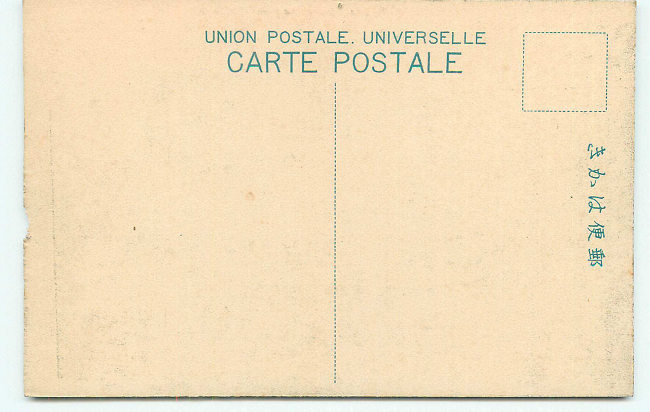 UNION POSTALE. UNIVERSELLE
CARTE POSTALE
郵便はかき